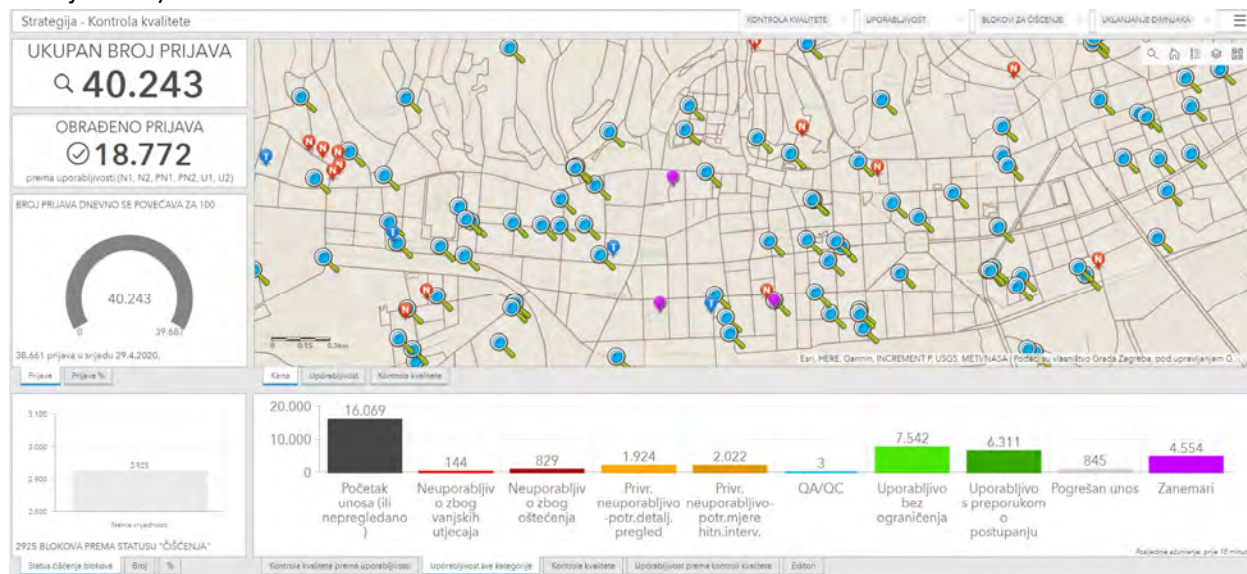 Strategija - Kontrola kvalitete
KONTROLA KVALITETE
UPORABLJIVOST
BLOKOVI ZA ČIŠĆENJE
UKLANJANJE DIMNJAKA
UKUPAN BROJ PRIJAVA
40.243
OBRAĐENO PRIJAVA
18.772
prema uporabljivosti (N1, N2, PN1, PN2, U1, U2)
BROJ PRIJAVA DNEVNO SE POVEĆAVA ZA 100
40.243
0
39.687
38.661 prijava u srijedu 29.4.2020.
Prijave
Prijave %
0
0.15
0.3km
Esri, HERE, Garmin, INCREMENT P, USGS, METI/NASA | Podaci su vlasništvo Grada Zagreba, pod upravljanjem G...
Karta
Uporabljivost
Kontrola kvalitete
3.100
3.000
2.900
2.800
2.925
Nema vrijednosti
2925 BLOKOVA PREMA STATUSU "ČIŠĆENJA"
Status čišćenja blokova
Broj
%
20.000
10.000
0
16.069
144
829
1.924
2.022
3
7.542
6.311
845
4.554
Početak
unosa (ili
nepregledano
)
Neuporabljiv
o zbog
vanjskih
utjecaja
Neuporabljiv
o zbog
oštećenja
Privr.
neuporabljivo
-potr.detalj.
pregled
Privr.
neuporabljivo-
potr.mjere
hitn.interv.
QA/QC
Uporabljivo
bez
ograničenja
Uporabljivo
s preporukom
o
postupanju
Pogrešan unos
Zanemari
Posljednje ažuriranje: prije 18 minut
Kontrola kvalitete prema uporabljivosti
Uporabljivost sve kategorije
Kontrola kvalitete
Uporabljivost prema kontroli kvalitete
Editori